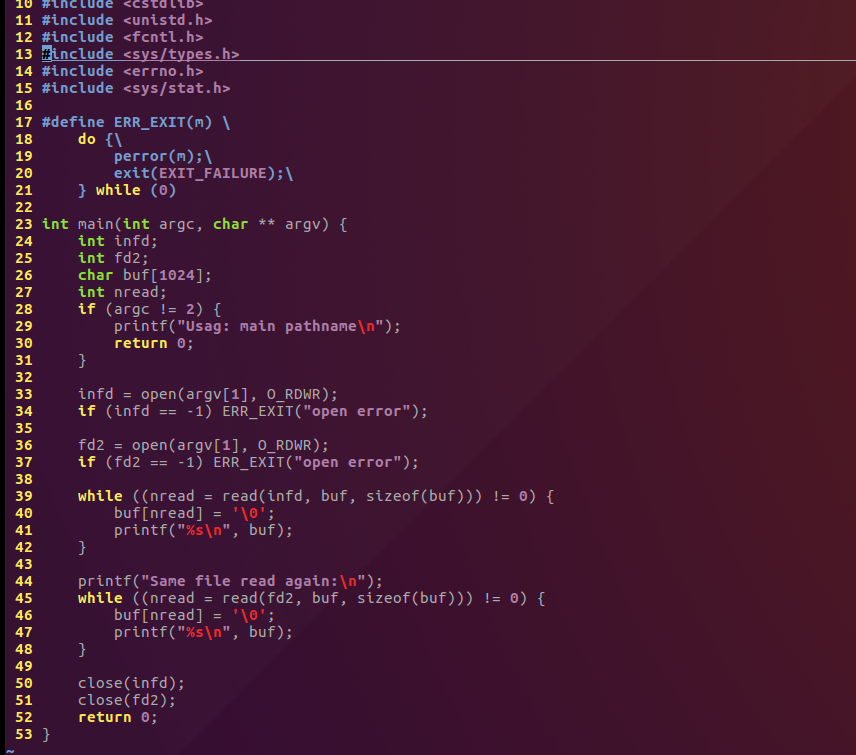 10 #include <cstdlib>
11 #include <unistd.h>
12 #include <fcntl.h>
13 #include <sys/types.h>
14 #include <errno.h>
15 #include <sys/stat.h>
16
17 #define ERR_EXIT(m) \
18     do {\
19         perror(m);\
20         exit(EXIT_FAILURE);\
21     } while (0)
22
23 int main(int argc, char ** argv) {
24     int infd;
25     int fd2;
26     char buf[1024];
27     int nread;
28     if (argc != 2) {
29         printf("Usag: main pathname\n");
30         return 0;
31     }
32
33     infd = open(argv[1], O_RDWR);
34     if (infd == -1) ERR_EXIT("open error");
35
36     fd2 = open(argv[1], O_RDWR);
37     if (fd2 == -1) ERR_EXIT("open error");
38
39     while ((nread = read(infd, buf, sizeof(buf))) != 0) {
40         buf[nread] = '\0';
41         printf("%s\n", buf);
42     }
43
44     printf("Same file read again:\n");
45     while ((nread = read(fd2, buf, sizeof(buf))) != 0) {
46         buf[nread] = '\0';
47         printf("%s\n", buf);
48     }
49
50     close(infd);
51     close(fd2);
52     return 0;
53 }
~